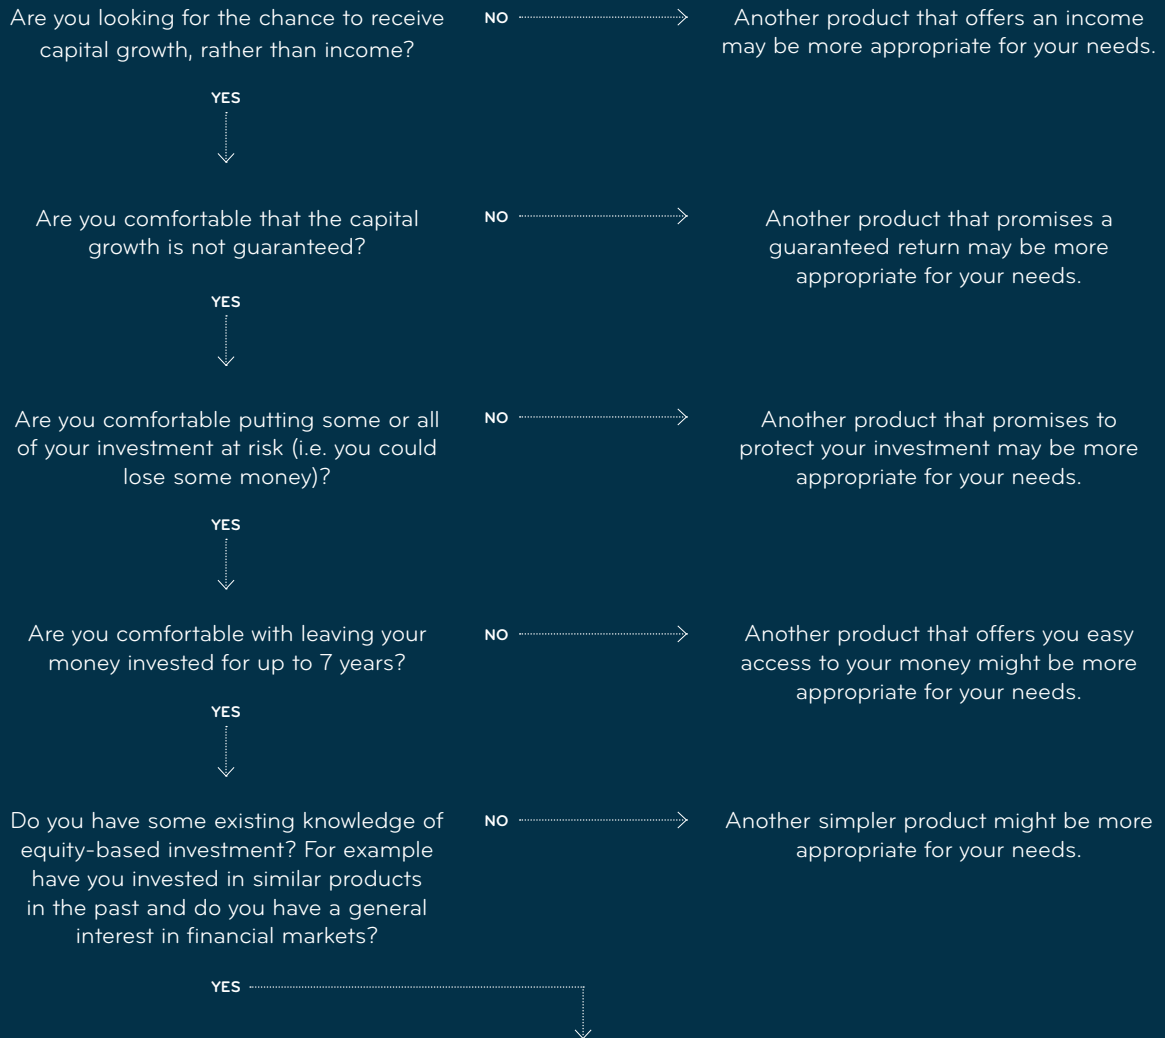 Are you looking for the chance to receive
capital growth, rather than income?
NO
Another product that offers an income
may be more appropriate for your needs.
YES
Are you comfortable that the capital
growth is not guaranteed?
NO
Another product that promises a
guaranteed return may be more
appropriate for your needs.
YES
Are you comfortable putting some or all
of your investment at risk (i.e. you could
lose some money)?
NO
Another product that promises to
protect your investment may be more
appropriate for your needs.
YES
Are you comfortable with leaving your
money invested for up to 7 years?
NO
Another product that offers you easy
access to your money might be more
appropriate for your needs.
YES
Do you have some existing knowledge of
equity-based investment? For example
have you invested in similar products
in the past and do you have a general
interest in financial markets?
NO
Another simpler product might be more
appropriate for your needs.
YES